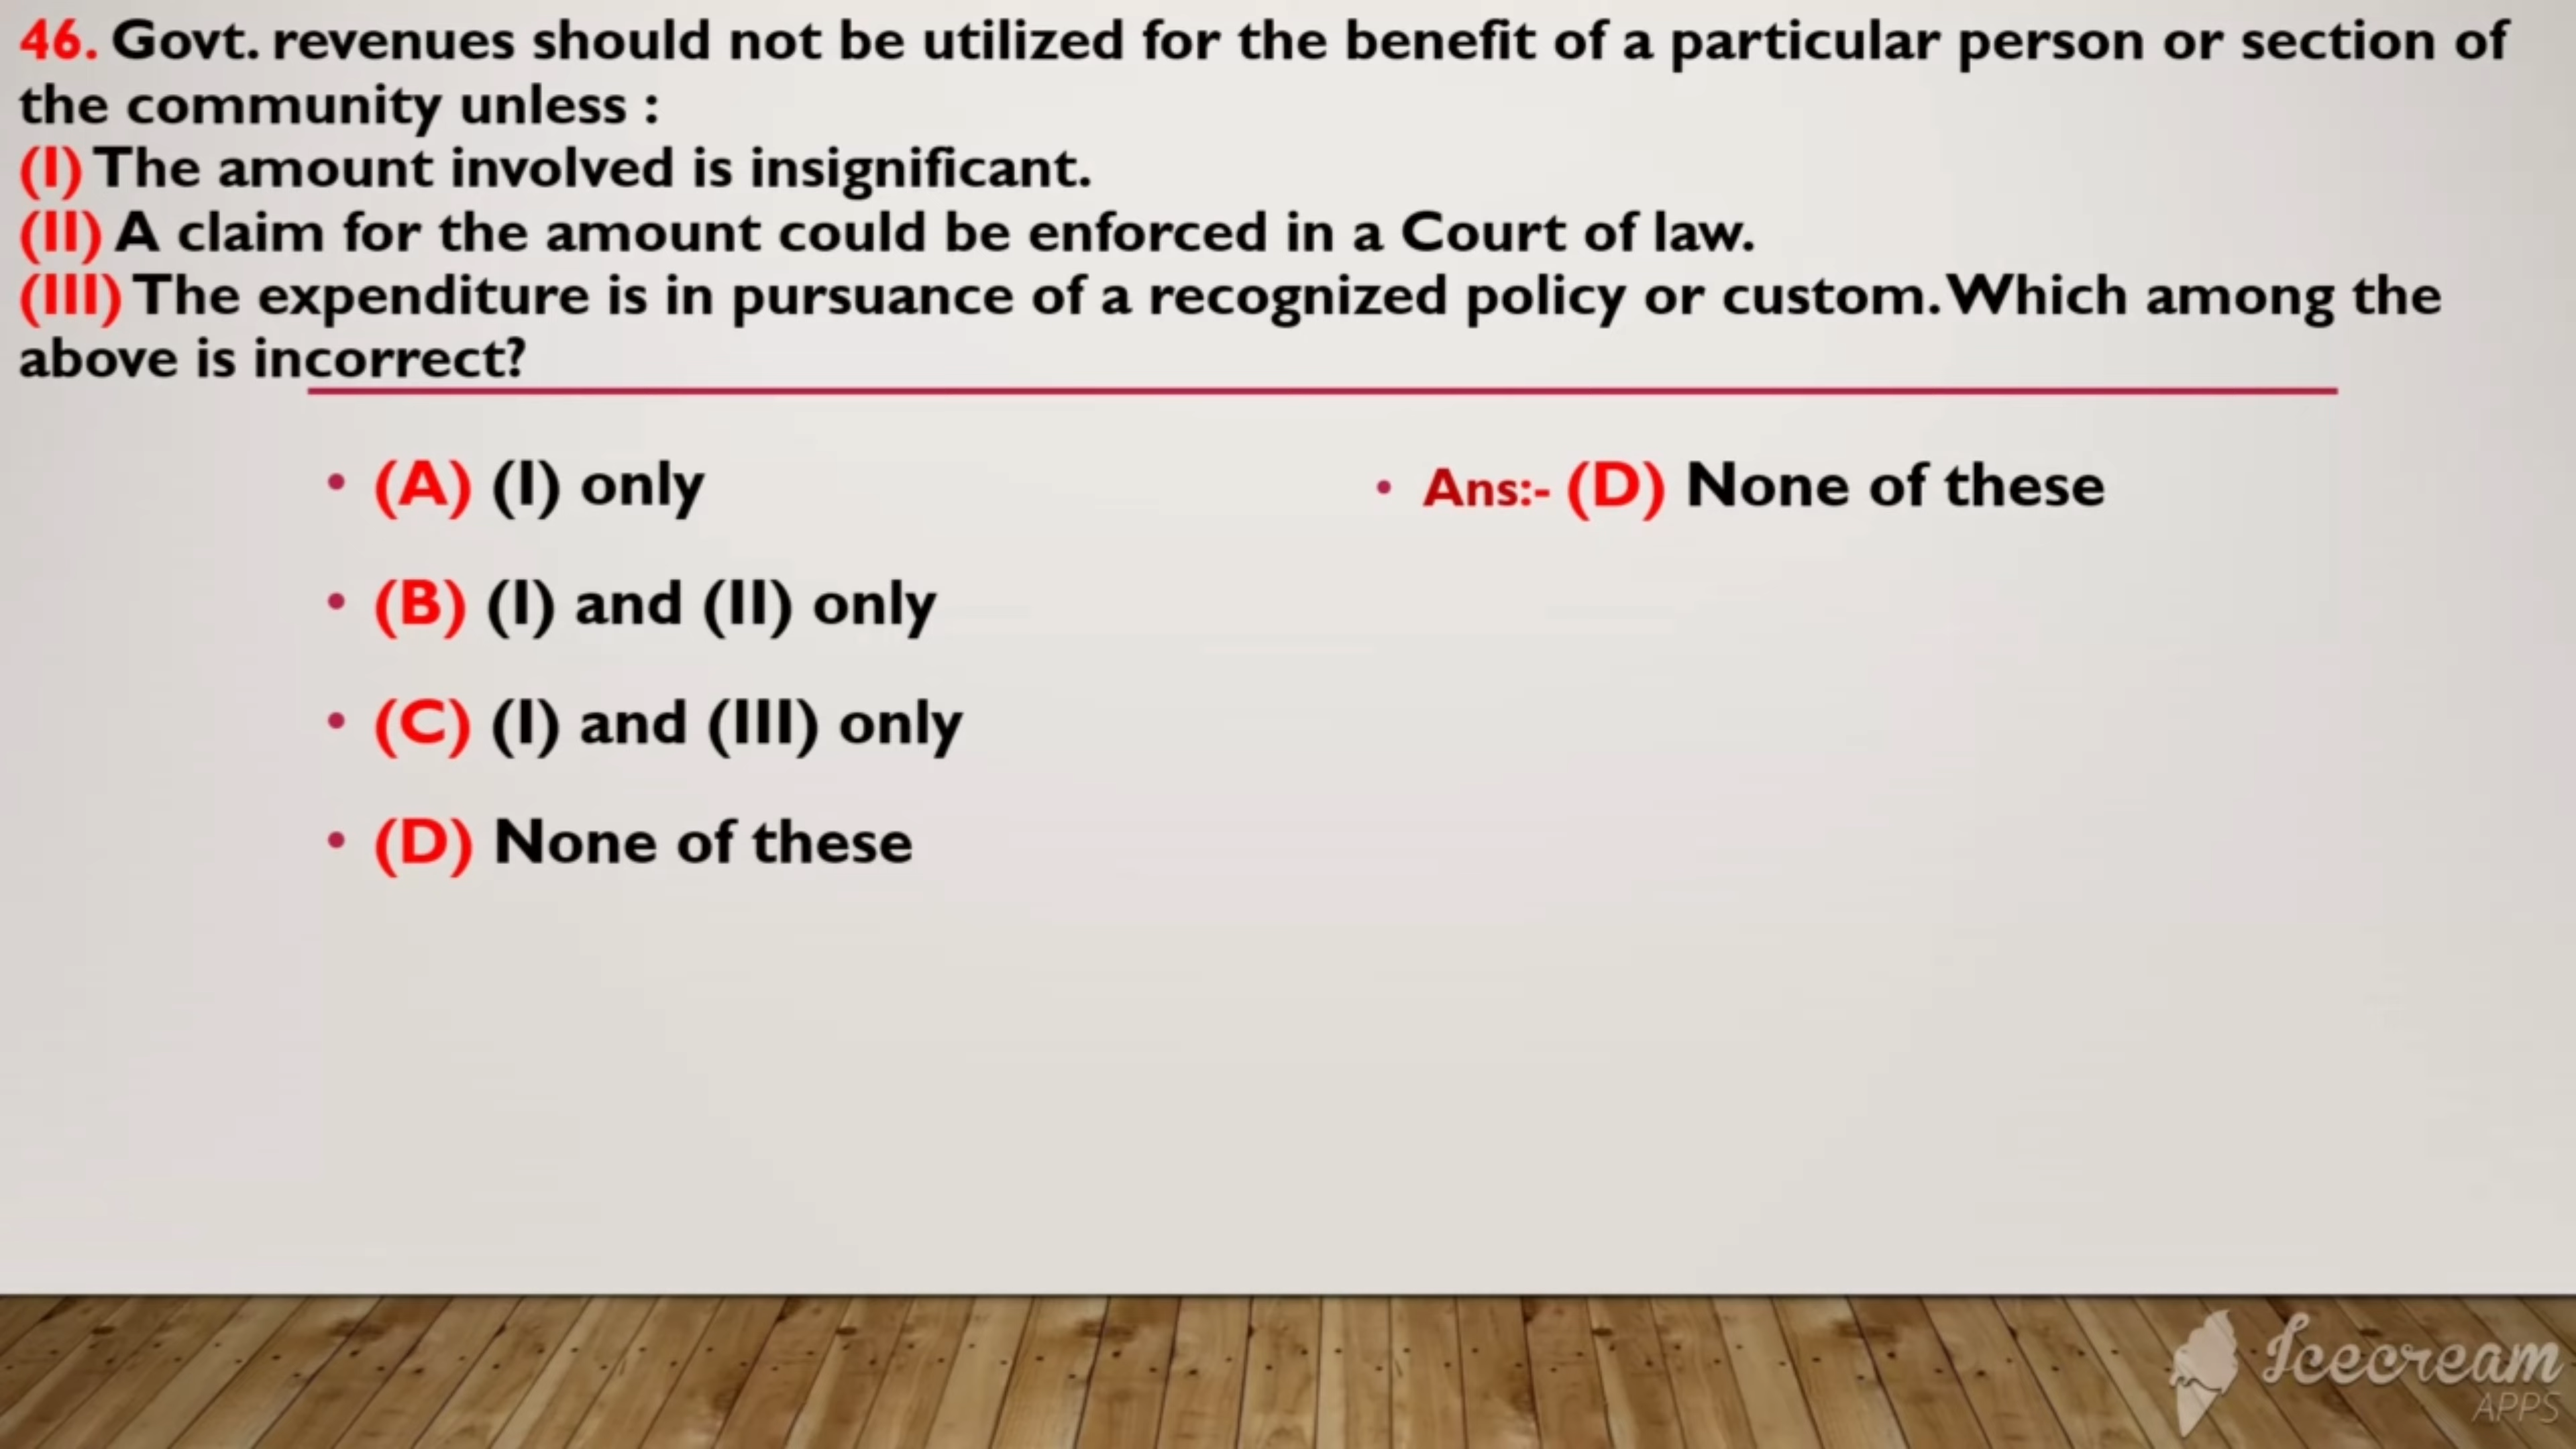 46. Govt. revenues should not be utilized for the benefit of a particular person or section of
the community unless :
(I) The amount involved is insignificant.
(II) A claim for the amount could be enforced in a Court of law.
(III) The expenditure is in pursuance of a recognized policy or custom. Which among the
above is incorrect?
• (A) (I) only
• (B) (I) and (II) only
• (C) (I) and (III) only
• (D) None of these
• Ans:- (D) None of these
Icecream
APPS